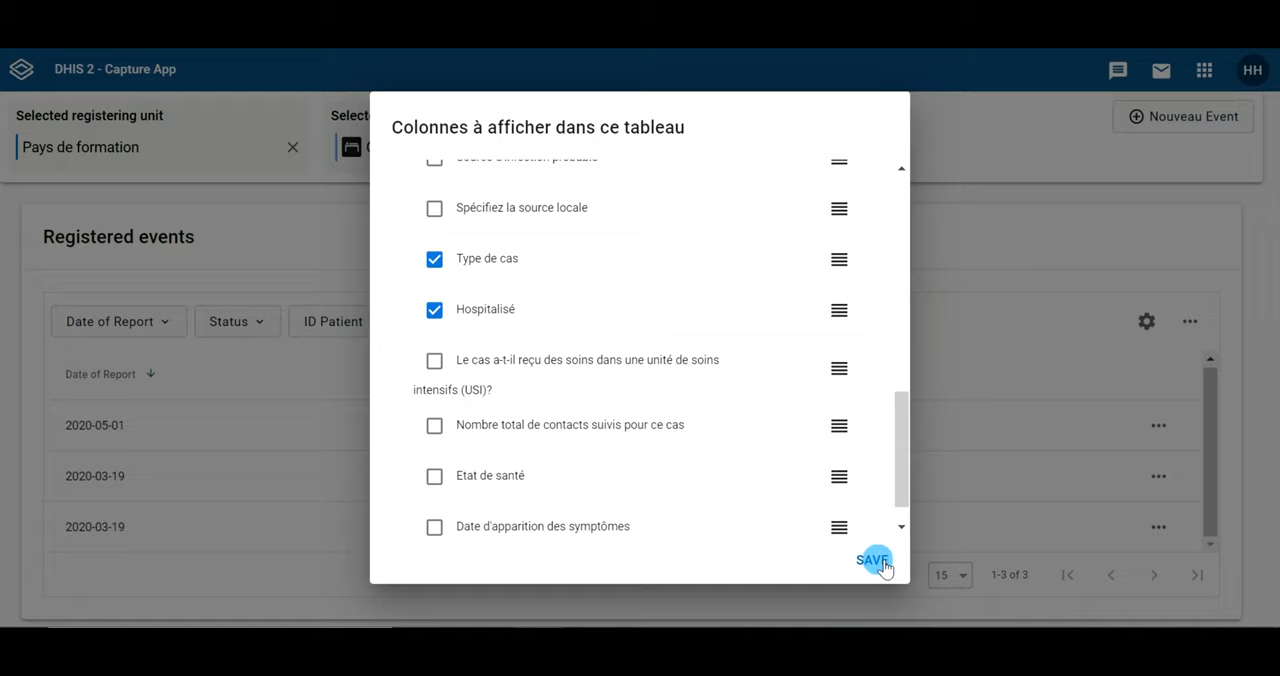 DHIS 2 - Capture App
HH
Selected registering unit
Select
Pays de formation
Nouveau Event
Colonnes à afficher dans ce tableau
Source d'infection probable
Spécifiez la source locale
Registered events
Type de cas
Hospitalisé
Date of Report
Status
ID Patient
Le cas a-t-il reçu des soins dans une unité de soins
intensifs (USI)?
Date of Report
2020-05-01
Nombre total de contacts suivis pour ce cas
2020-03-19
Etat de santé
2020-03-19
Date d'apparition des symptômes
SAVE
15
1-3 of 3